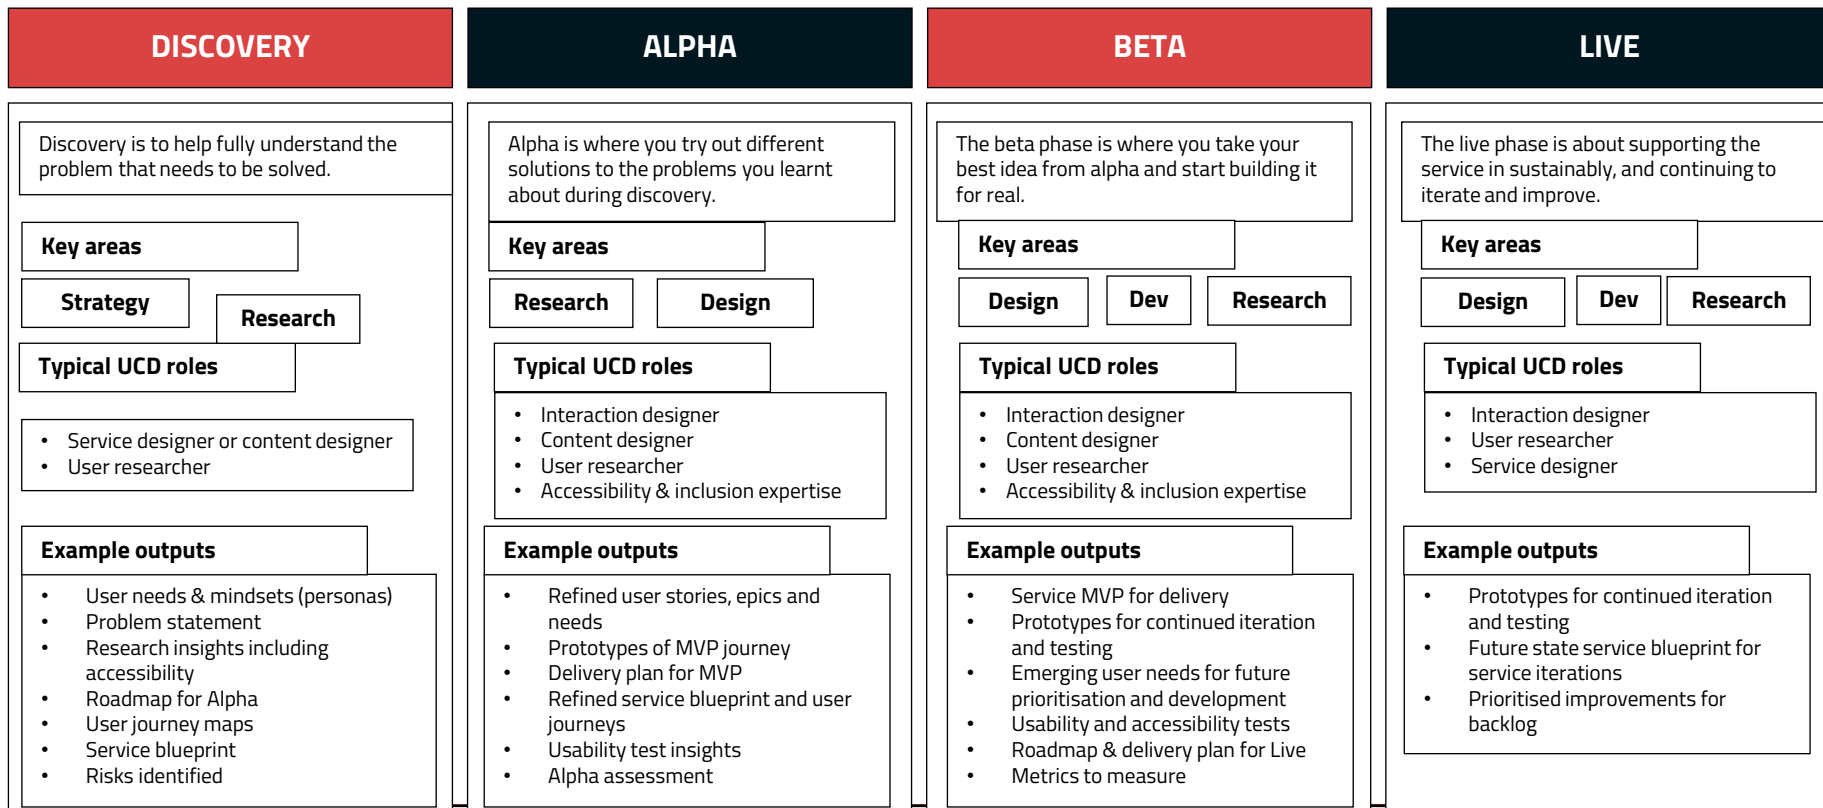 DISCOVERY
Discovery is to help fully understand the
problem that needs to be solved.
Key areas
Strategy
Research
Typical UCD roles
• Service designer or content designer
• User researcher
Example outputs
• User needs & mindsets (personas)
• Problem statement
• Research insights including
accessibility
• Roadmap for Alpha
• User journey maps
• Service blueprint
• Risks identified
ALPHA
Alpha is where you try out different
solutions to the problems you learnt
about during discovery.
Key areas
Research
Design
Typical UCD roles
• Interaction designer
• Content designer
• User researcher
• Accessibility & inclusion expertise
Example outputs
• Refined user stories, epics and
needs
• Prototypes of MVP journey
• Delivery plan for MVP
• Refined service blueprint and user
journeys
• Usability test insights
• Alpha assessment
BETA
The beta phase is where you take your
best idea from alpha and start building it
for real.
Key areas
Design
Dev
Research
Typical UCD roles
• Interaction designer
• Content designer
• User researcher
• Accessibility & inclusion expertise
Example outputs
• Service MVP for delivery
• Prototypes for continued iteration
and testing
• Emerging user needs for future
prioritisation and development
• Usability and accessibility tests
• Roadmap & delivery plan for Live
• Metrics to measure
LIVE
The live phase is about supporting the
service in sustainably, and continuing to
iterate and improve.
Key areas
Design
Dev
Research
Typical UCD roles
• Interaction designer
• User researcher
• Service designer
Example outputs
• Prototypes for continued iteration
and testing
• Future state service blueprint for
service iterations
• Prioritised improvements for
backlog